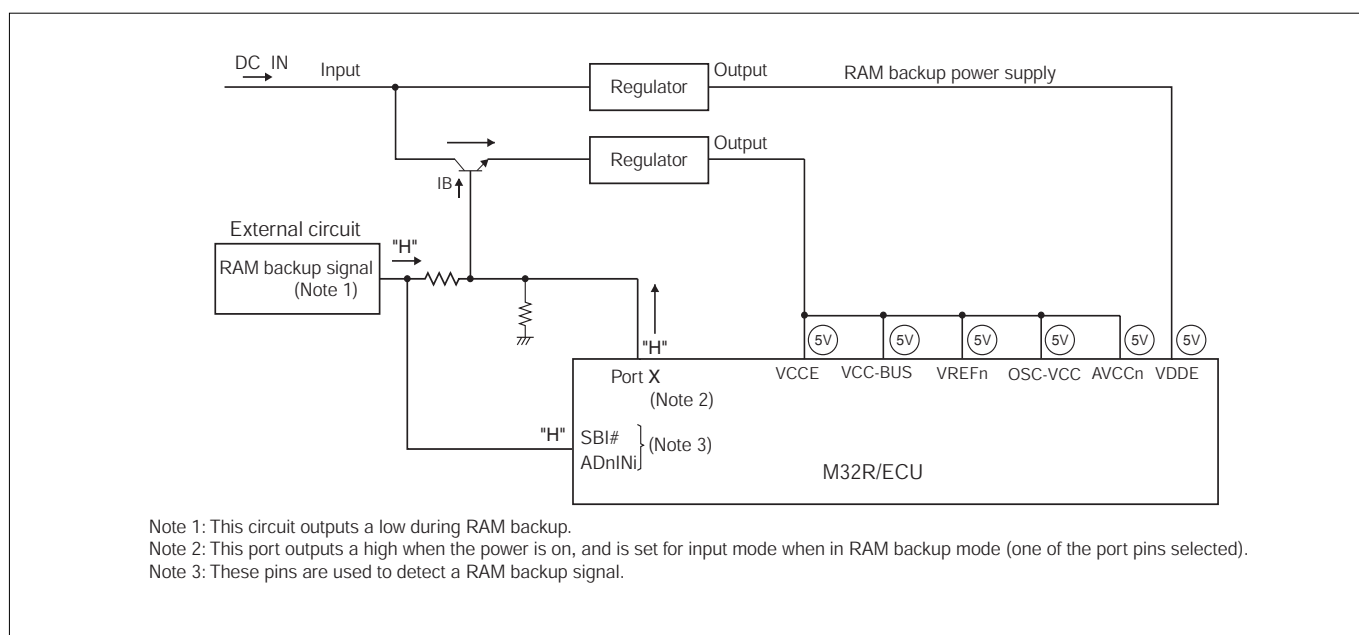 DC IN
Input
Regulator
Output
RAM backup power supply
Regulator
Output
IB
External circuit
"H"
RAM backup signal
(Note 1)
"H"
Port X
(Note 2)
5V 5V 5V 5V 5V 5V
VCCE VCC-BUS VREFn OSC-VCC AVCCn VDDE
"H"
SBI#
ADnINi
(Note 3)
M32R/ECU
Note 1: This circuit outputs a low during RAM backup.
Note 2: This port outputs a high when the power is on, and is set for input mode when in RAM backup mode (one of the port pins selected).
Note 3: These pins are used to detect a RAM backup signal.